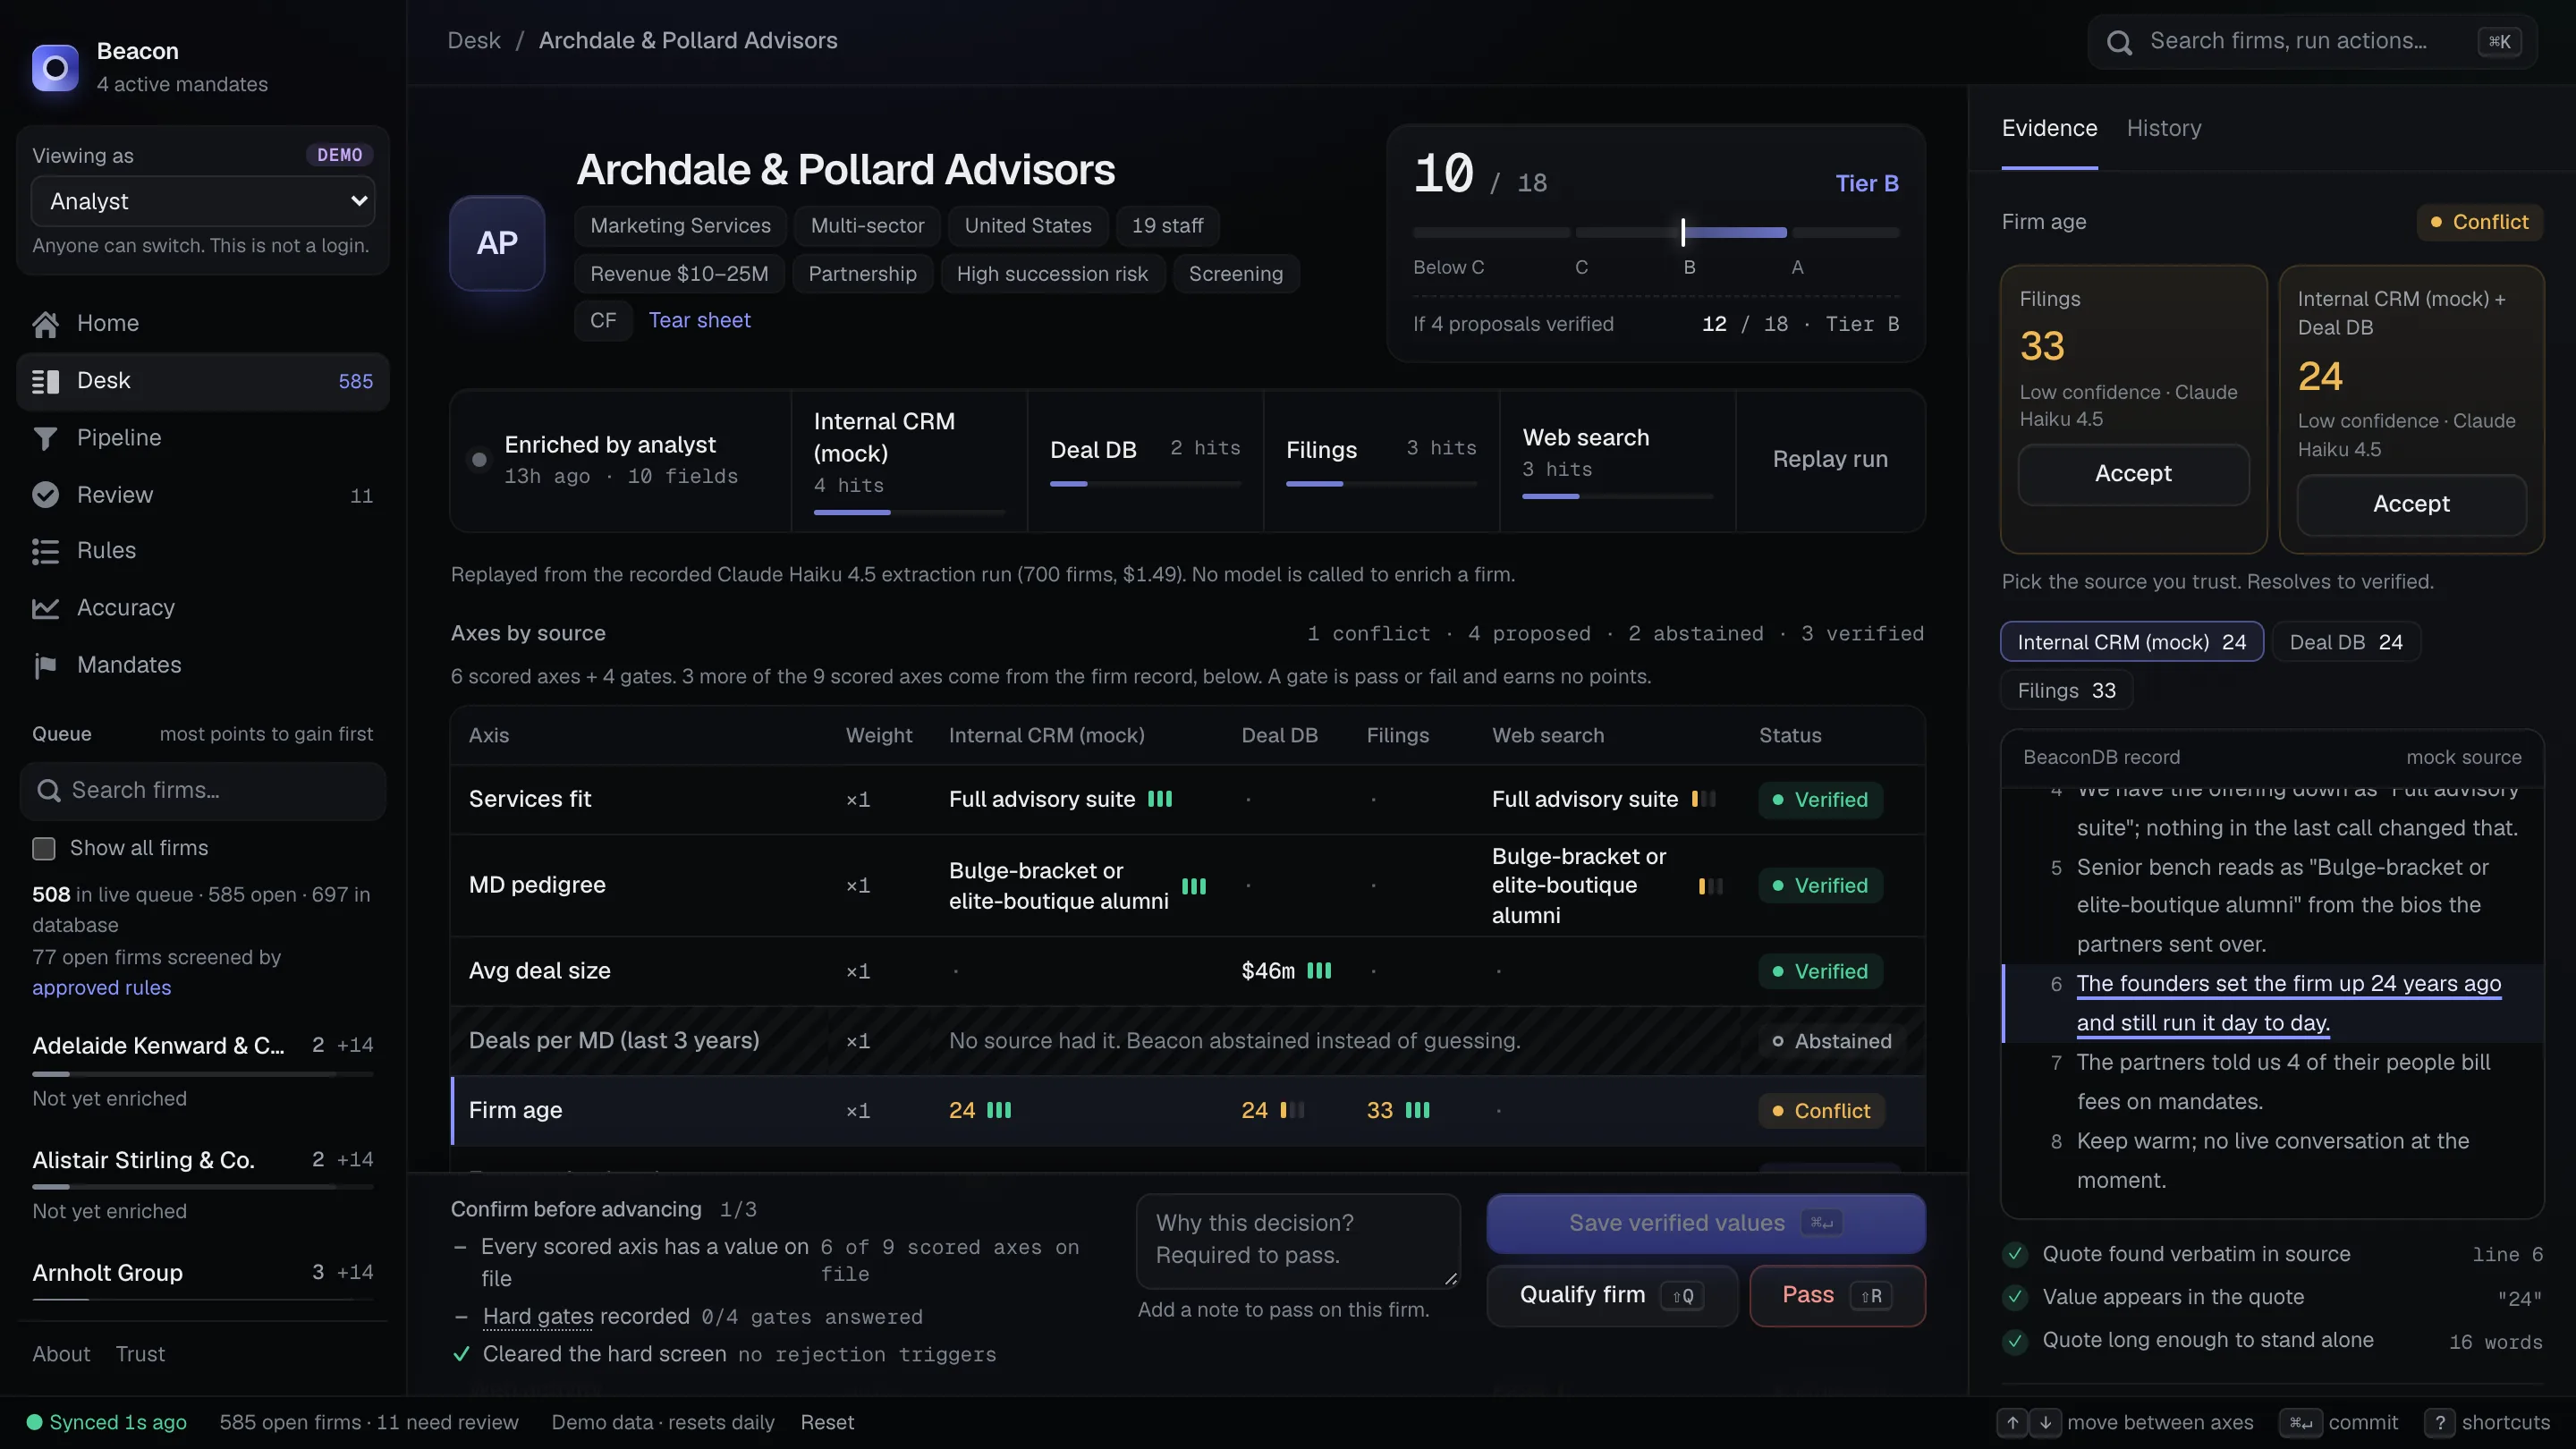 Beacon
4 active mandates
Viewing as DEMO
Analyst
Anyone can switch. This is not a login.
Home
Desk 585
Pipeline
Review 11
Rules
Accuracy
Mandates
Queue most points to gain first
Search firms...
Show all firms
508 in live queue · 585 open · 697 in
database
77 open firms screened by
approved rules
Adelaide Kenward & C... 2 +14
Not yet enriched
Alistair Stirling & Co. 2 +14
Not yet enriched
Arnholt Group 3 +14
About Trust
Desk / Archdale & Pollard Advisors
Search firms, run actions... ⌘K
AP
Archdale & Pollard Advisors
Marketing Services Multi-sector United States 19 staff
Revenue $10–25M Partnership High succession risk Screening
CF Tear sheet
10 / 18 Tier B
Below C C B A
If 4 proposals verified 12 / 18 · Tier B
Enriched by analyst
13h ago · 10 fields
Internal CRM
(mock)
4 hits
Deal DB 2 hits
Filings 3 hits
Web search
3 hits
Replay run
Replayed from the recorded Claude Haiku 4.5 extraction run (700 firms, $1.49). No model is called to enrich a firm.
Axes by source 1 conflict · 4 proposed · 2 abstained · 3 verified
6 scored axes + 4 gates. 3 more of the 9 scored axes come from the firm record, below. A gate is pass or fail and earns no points.
Axis Weight Internal CRM (mock) Deal DB Filings Web search Status
Services fit ×1 Full advisory suite · · Full advisory suite Verified
MD pedigree ×1 Bulge-bracket or
elite-boutique alumni · · Bulge-bracket or
elite-boutique
alumni Verified
Avg deal size ×1 · $46m · · Verified
Deals per MD (last 3 years) ×1 No source had it. Beacon abstained instead of guessing. Abstained
Firm age ×1 24 24 33 · Conflict
Confirm before advancing 1/3
– Every scored axis has a value on
file 6 of 9 scored axes on
file
– Hard gates recorded 0/4 gates answered
✓ Cleared the hard screen no rejection triggers
Why this decision?
Required to pass.
Add a note to pass on this firm.
Save verified values ⌘↵
Qualify firm ⇧Q
Pass ⇧R
Evidence History
Firm age Conflict
Filings
33
Low confidence · Claude
Haiku 4.5
Accept
Internal CRM (mock) +
Deal DB
24
Low confidence · Claude
Haiku 4.5
Accept
Pick the source you trust. Resolves to verified.
Internal CRM (mock) 24 Deal DB 24
Filings 33
BeaconDB record mock source
4 We have the offering down as "Full advisory
suite"; nothing in the last call changed that.
5 Senior bench reads as "Bulge-bracket or
elite-boutique alumni" from the bios the
partners sent over.
6 The founders set the firm up 24 years ago
and still run it day to day.
7 The partners told us 4 of their people bill
fees on mandates.
8 Keep warm; no live conversation at the
moment.
Quote found verbatim in source line 6
Value appears in the quote "24"
Quote long enough to stand alone 16 words
Synced 1s ago 585 open firms · 11 need review Demo data · resets daily Reset
↑ ↓ move between axes ⌘↵ commit ? shortcuts